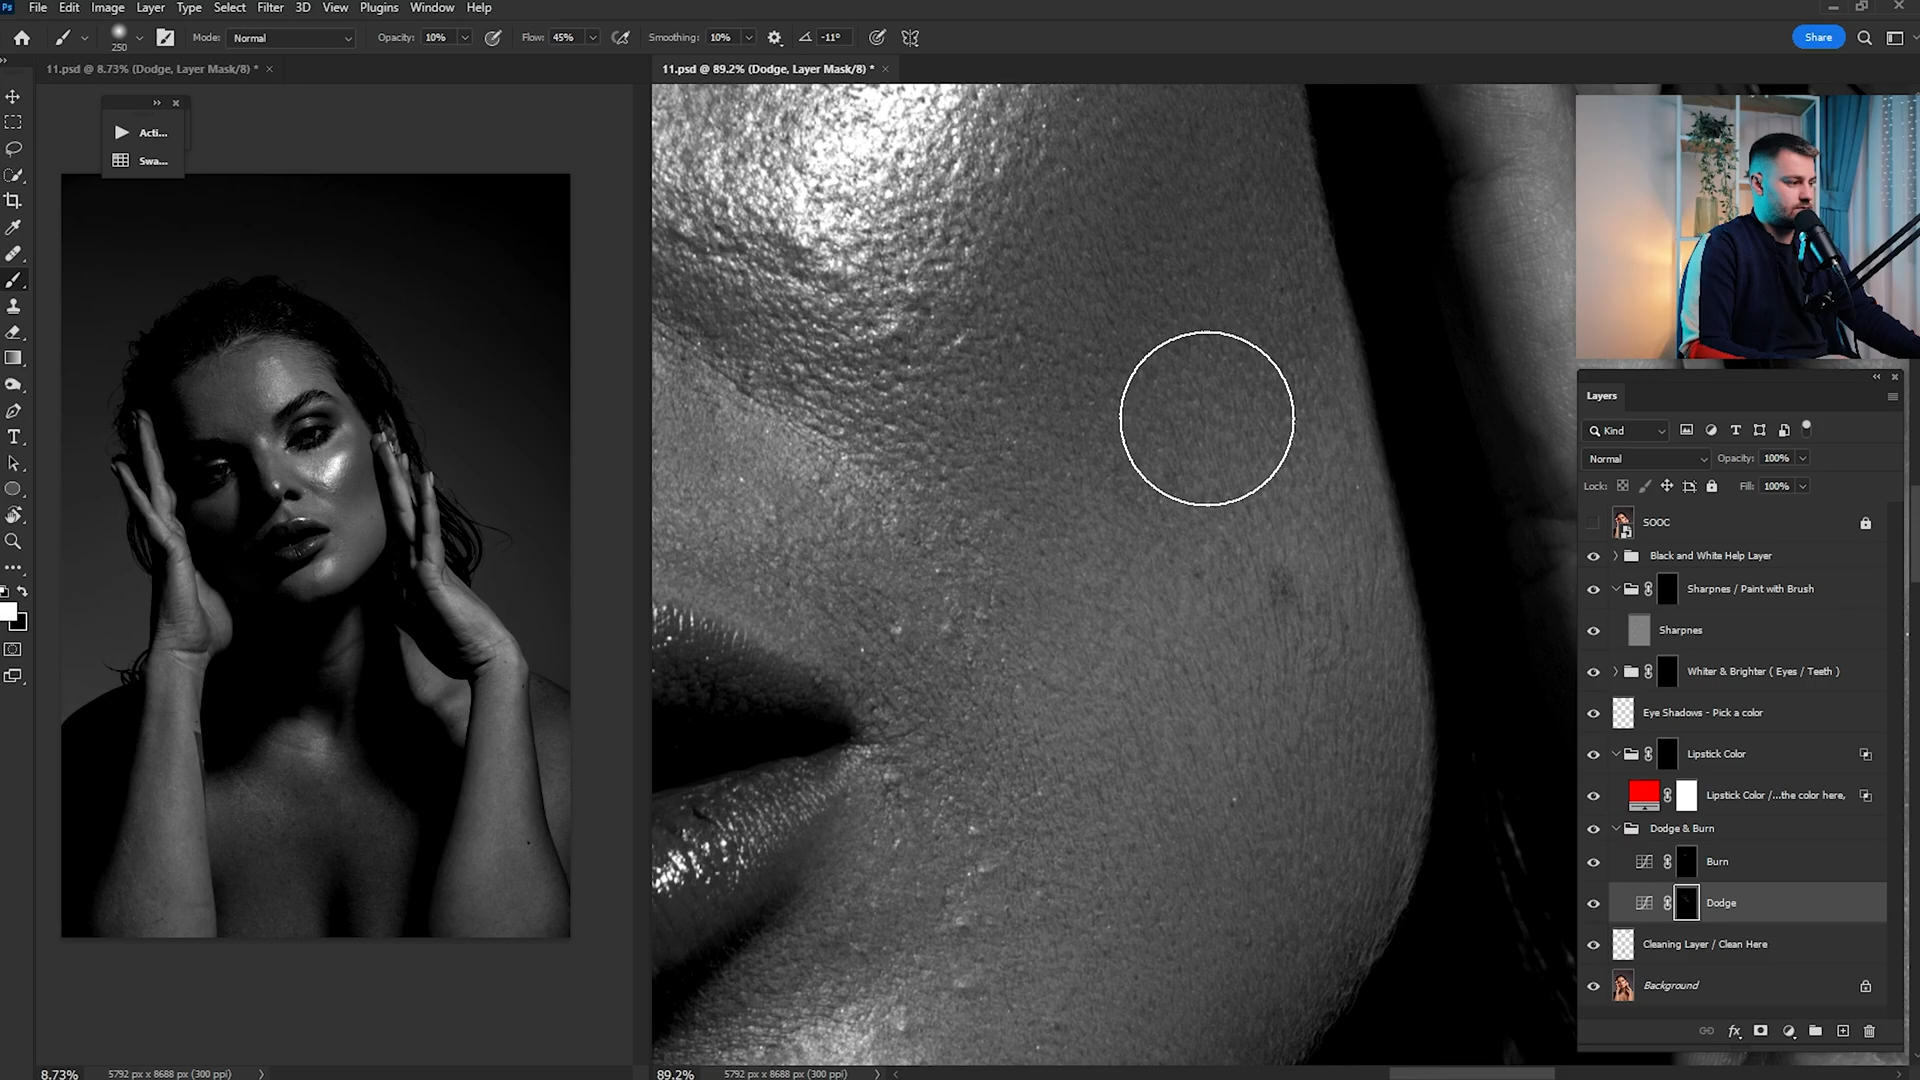 Ps File Edit Image Layer Type Select Filter 3D View Plugins Window Help
250 Mode: Normal Opacity: 10% Flow: 45% Smoothing: 10% -11° Share
11.psd @ 8.73% (Dodge, Layer Mask/8) * ×
11.psd @ 89.2% (Dodge, Layer Mask/8) * ×
Acti...
Swa...
Layers
Kind
Normal Opacity: 100%
Lock: Fill: 100%
SOOC
Black and White Help Layer
Sharpnes / Paint with Brush
Sharpnes
Whiter & Brighter ( Eyes / Teeth )
Eye Shadows - Pick a color
Lipstick Color
Lipstick Color /...the color here,
Dodge & Burn
Burn
Dodge
Cleaning Layer / Clean Here
Background
8.73% 5792 px x 8688 px (300 ppi)
89.2% 5792 px x 8688 px (300 ppi)